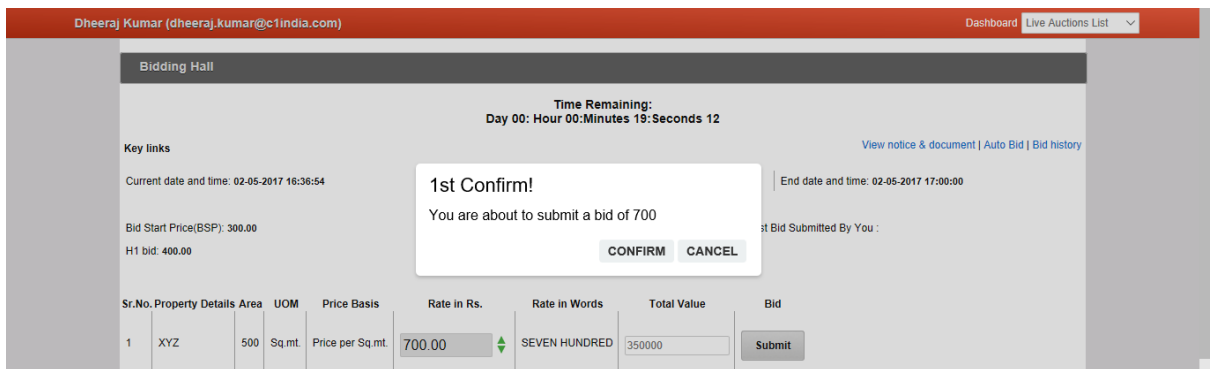 Dheeraj Kumar (dheeraj.kumar@c1india.com) Dashboard Live Auctions List
Bidding Hall
Time Remaining:
Day 00: Hour 00:Minutes 19:Seconds 12
Key links View notice & document | Auto Bid | Bid history
Current date and time: 02-05-2017 16:36:54 End date and time: 02-05-2017 17:00:00
1st Confirm!
You are about to submit a bid of 700
CONFIRM CANCEL
Bid Start Price(BSP): 300.00 st Bid Submitted By You :
H1 bid: 400.00
Sr.No. Property Details Area UOM Price Basis Rate in Rs. Rate in Words Total Value Bid
1 XYZ 500 Sq.mt. Price per Sq.mt. 700.00 SEVEN HUNDRED 350000 Submit